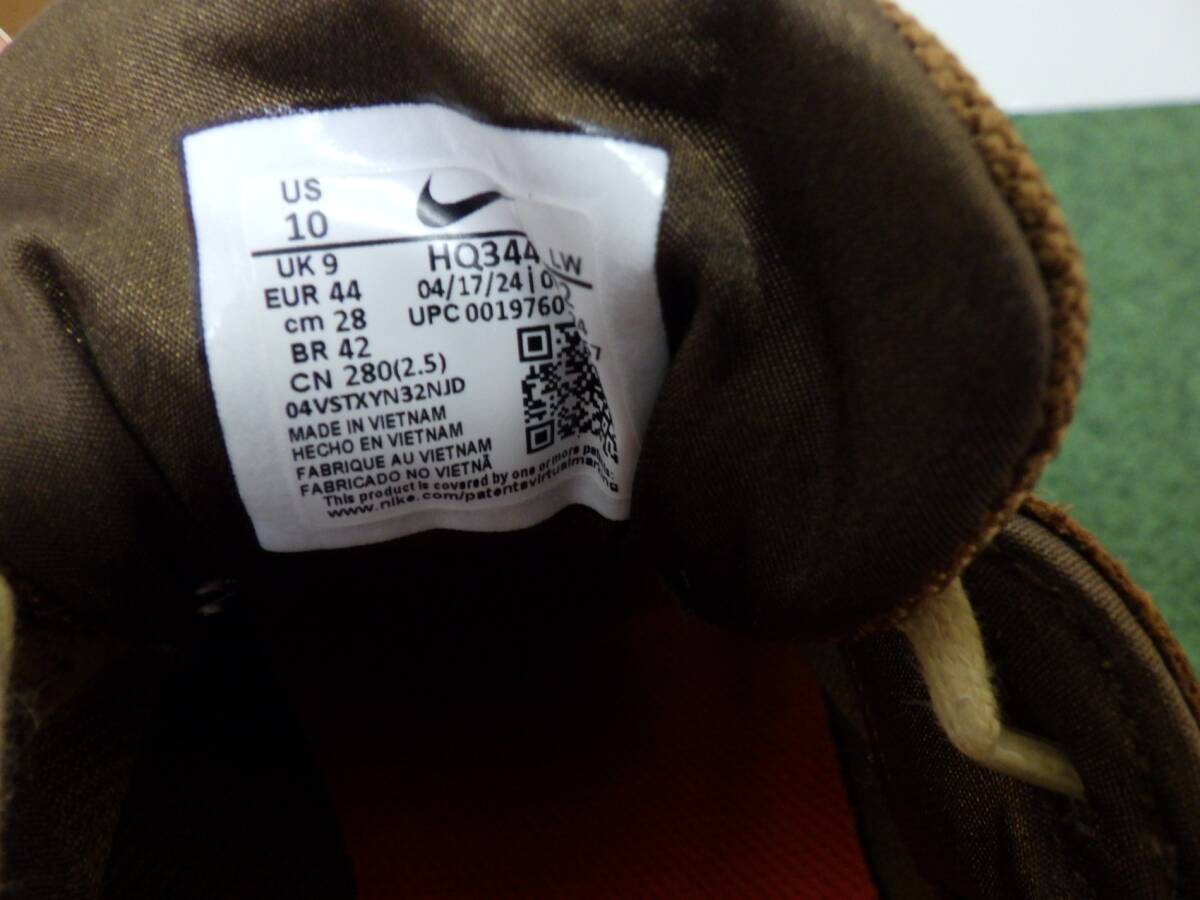 US
10
UK 9
EUR 44
cm 28
BR 42
CN 280(2.5)
HQ344
LW
04/17/24 | 0
UPC 0019760
04VSTXYN32NJD
MADE IN VIETNAM
HECHO EN VIETNAM
FABRIQUE AU VIETNAM
FABRICADO NO VIETNÃ
This product is covered by one or more
www.nike.com/patents